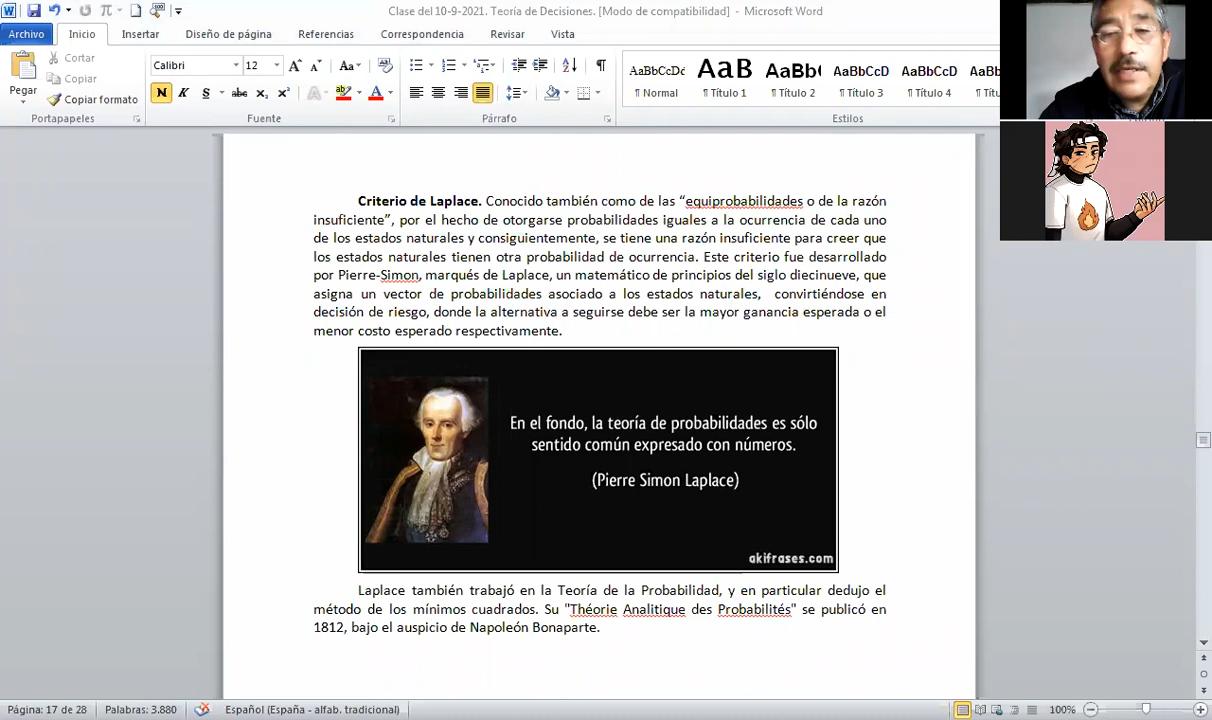 Clase del 10-9-2021. Teoría de Decisiones. [Modo de compatibilidad] - Microsoft Word
Archivo Inicio Insertar Diseño de página Referencias Correspondencia Revisar Vista
Pegar
Cortar
Copiar
Copiar formato
Portapapeles
Calibri 12
N K S abc x₂ x²
Aa
Fuente
Párrafo
AaBbCcDd AaB AaBb( AaBbCcD AaBbCcD AaBb
¶ Normal ¶ Título 1 ¶ Título 2 ¶ Título 3 ¶ Título 4
Estilos
Criterio de Laplace. Conocido también como de las “equiprobabilidades o de la razón
insuficiente”, por el hecho de otorgarse probabilidades iguales a la ocurrencia de cada uno
de los estados naturales y consiguientemente, se tiene una razón insuficiente para creer que
los estados naturales tienen otra probabilidad de ocurrencia. Este criterio fue desarrollado
por Pierre-Simon, marqués de Laplace, un matemático de principios del siglo diecinueve, que
asigna un vector de probabilidades asociado a los estados naturales, convirtiéndose en
decisión de riesgo, donde la alternativa a seguirse debe ser la mayor ganancia esperada o el
menor costo esperado respectivamente.
En el fondo, la teoría de probabilidades es sólo
sentido común expresado con números.
(Pierre Simon Laplace)
akifrases.com
Laplace también trabajó en la Teoría de la Probabilidad, y en particular dedujo el
método de los mínimos cuadrados. Su "Théorie Analitique des Probabilités" se publicó en
1812, bajo el auspicio de Napoleón Bonaparte.
Página: 17 de 28 Palabras: 3.880 Español (España - alfab. tradicional) 100%